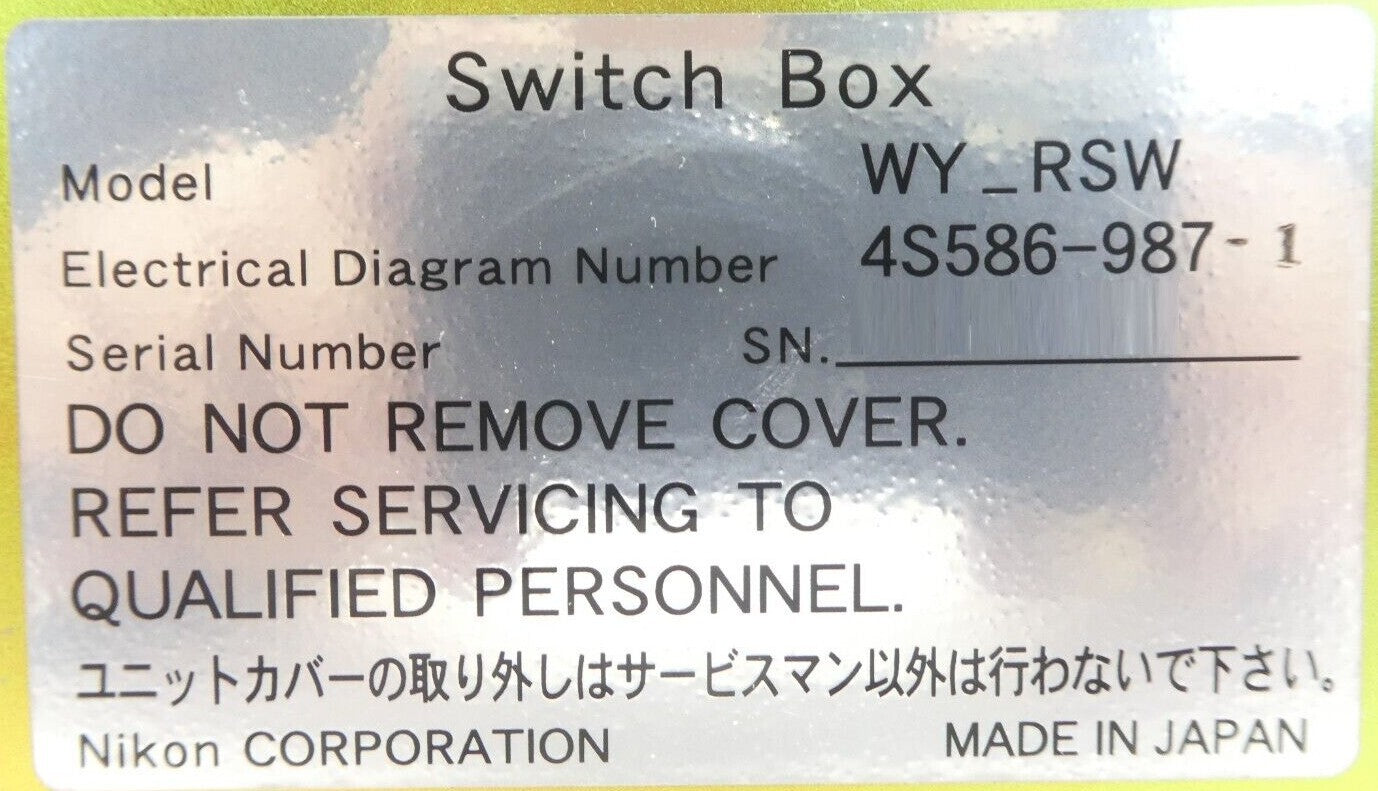 Switch Box
Model WY_RSW
Electrical Diagram Number 4S586-987-1
Serial Number SN.
DO NOT REMOVE COVER.
REFER SERVICING TO
QUALIFIED PERSONNEL.
ユニットカバーの取り外しはサービスマン以外は行わないで下さい。
Nikon CORPORATION MADE IN JAPAN